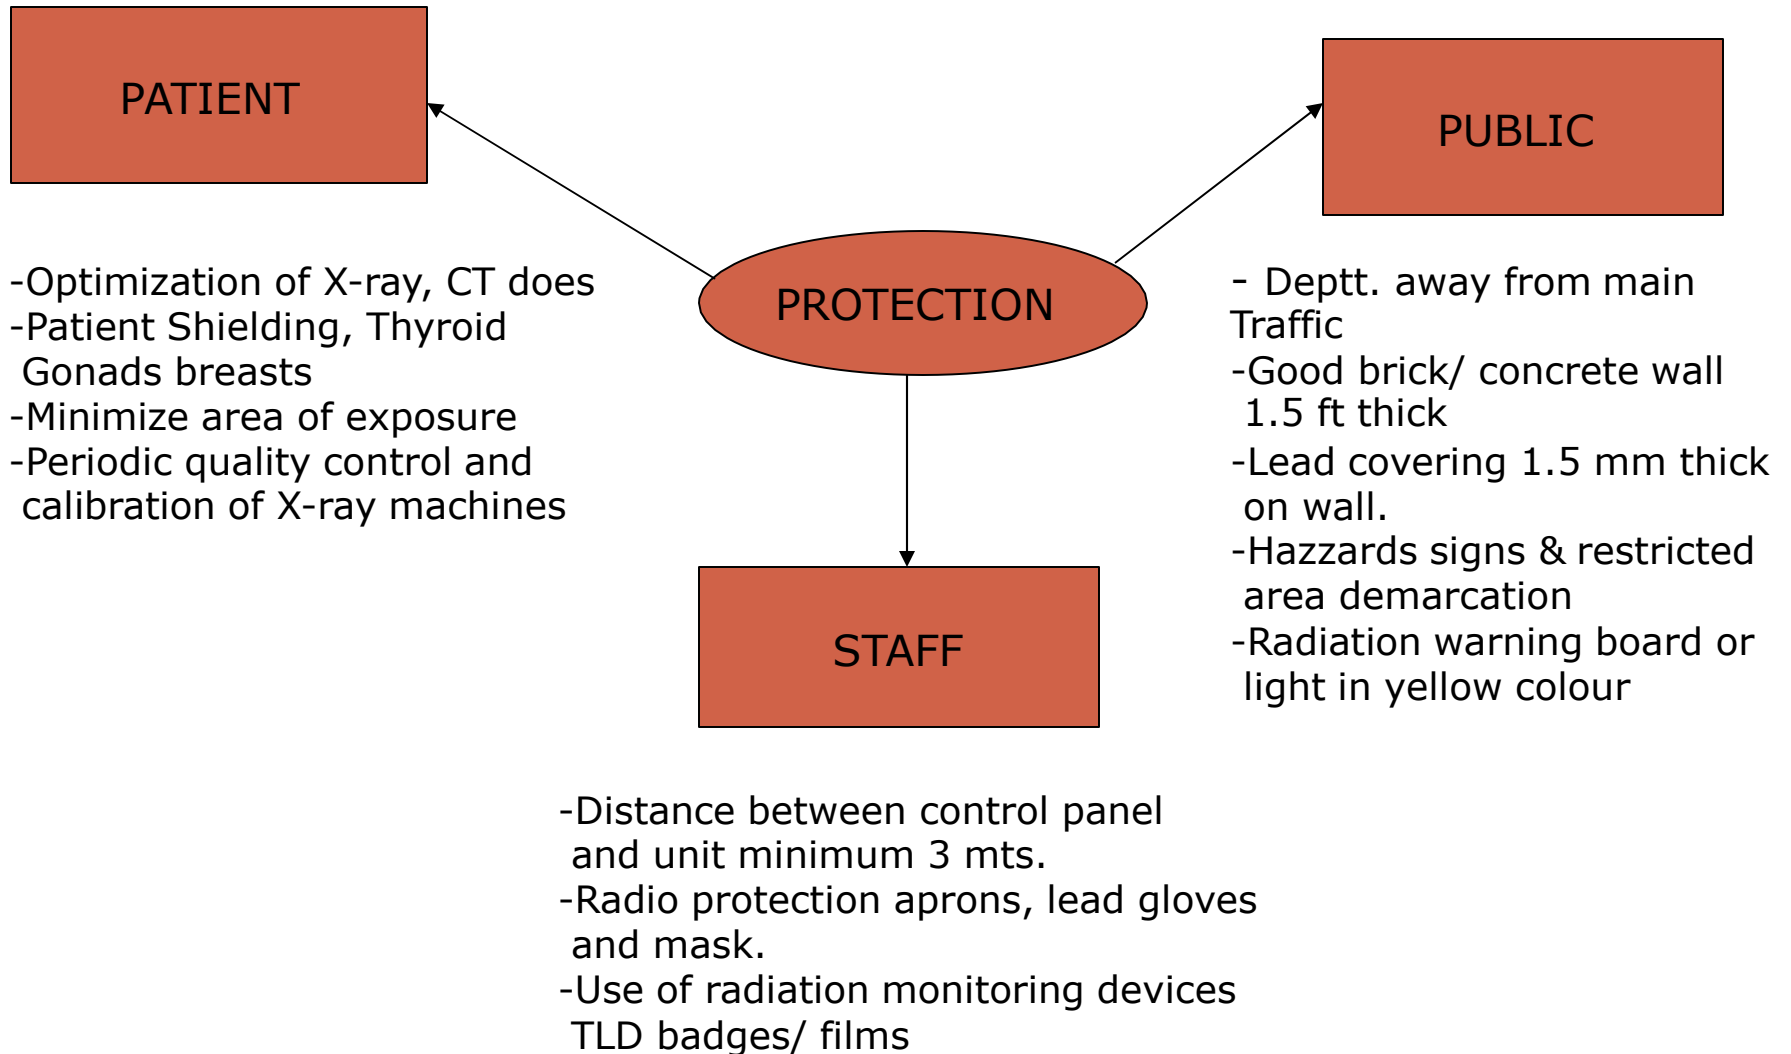 PATIENT
-Optimization of X-ray, CT does
-Patient Shielding, Thyroid
Gonads breasts
-Minimize area of exposure
-Periodic quality control and
calibration of X-ray machines
PROTECTION
PUBLIC
- Deptt. away from main
Traffic
-Good brick/ concrete wall
1.5 ft thick
-Lead covering 1.5 mm thick
on wall.
-Hazzards signs & restricted
area demarcation
-Radiation warning board or
light in yellow colour
STAFF
-Distance between control panel
and unit minimum 3 mts.
-Radio protection aprons, lead gloves
and mask.
-Use of radiation monitoring devices
TLD badges/ films